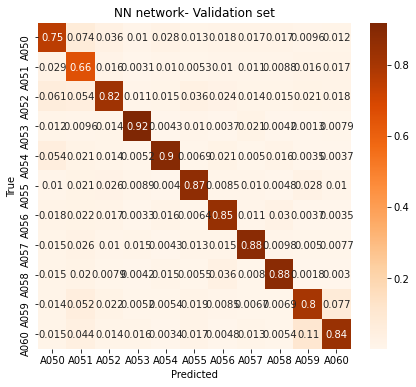 NN network- Validation set
A050 0.75 0.074 0.036 0.01 0.028 0.013 0.018 0.017 0.017 0.0096 0.012
A051 0.029 0.66 0.016 0.0031 0.01 0.0053 0.01 0.011 0.0088 0.016 0.017
A052 0.061 0.054 0.82 0.011 0.015 0.036 0.024 0.014 0.015 0.021 0.018
A053 0.012 0.0096 0.014 0.92 0.0043 0.01 0.0037 0.021 0.0042 0.0013 0.0079
A054 0.054 0.021 0.014 0.0052 0.9 0.0069 0.021 0.005 0.016 0.0035 0.0037
A055 0.01 0.021 0.026 0.0089 0.004 0.87 0.0085 0.01 0.0048 0.028 0.01
A056 0.018 0.022 0.017 0.0033 0.016 0.0064 0.85 0.011 0.03 0.0037 0.0035
A057 0.015 0.026 0.01 0.015 0.0043 0.013 0.015 0.88 0.0098 0.005 0.0077
A058 0.015 0.02 0.0079 0.0042 0.015 0.0055 0.036 0.008 0.88 0.0018 0.003
A059 0.014 0.052 0.022 0.0052 0.0054 0.019 0.0085 0.0067 0.0069 0.8 0.077
A060 0.015 0.044 0.014 0.016 0.0034 0.017 0.0048 0.013 0.0054 0.11 0.84
A050 A051 A052 A053 A054 A055 A056 A057 A058 A059 A060
Predicted
True
0.8
0.6
0.4
0.2